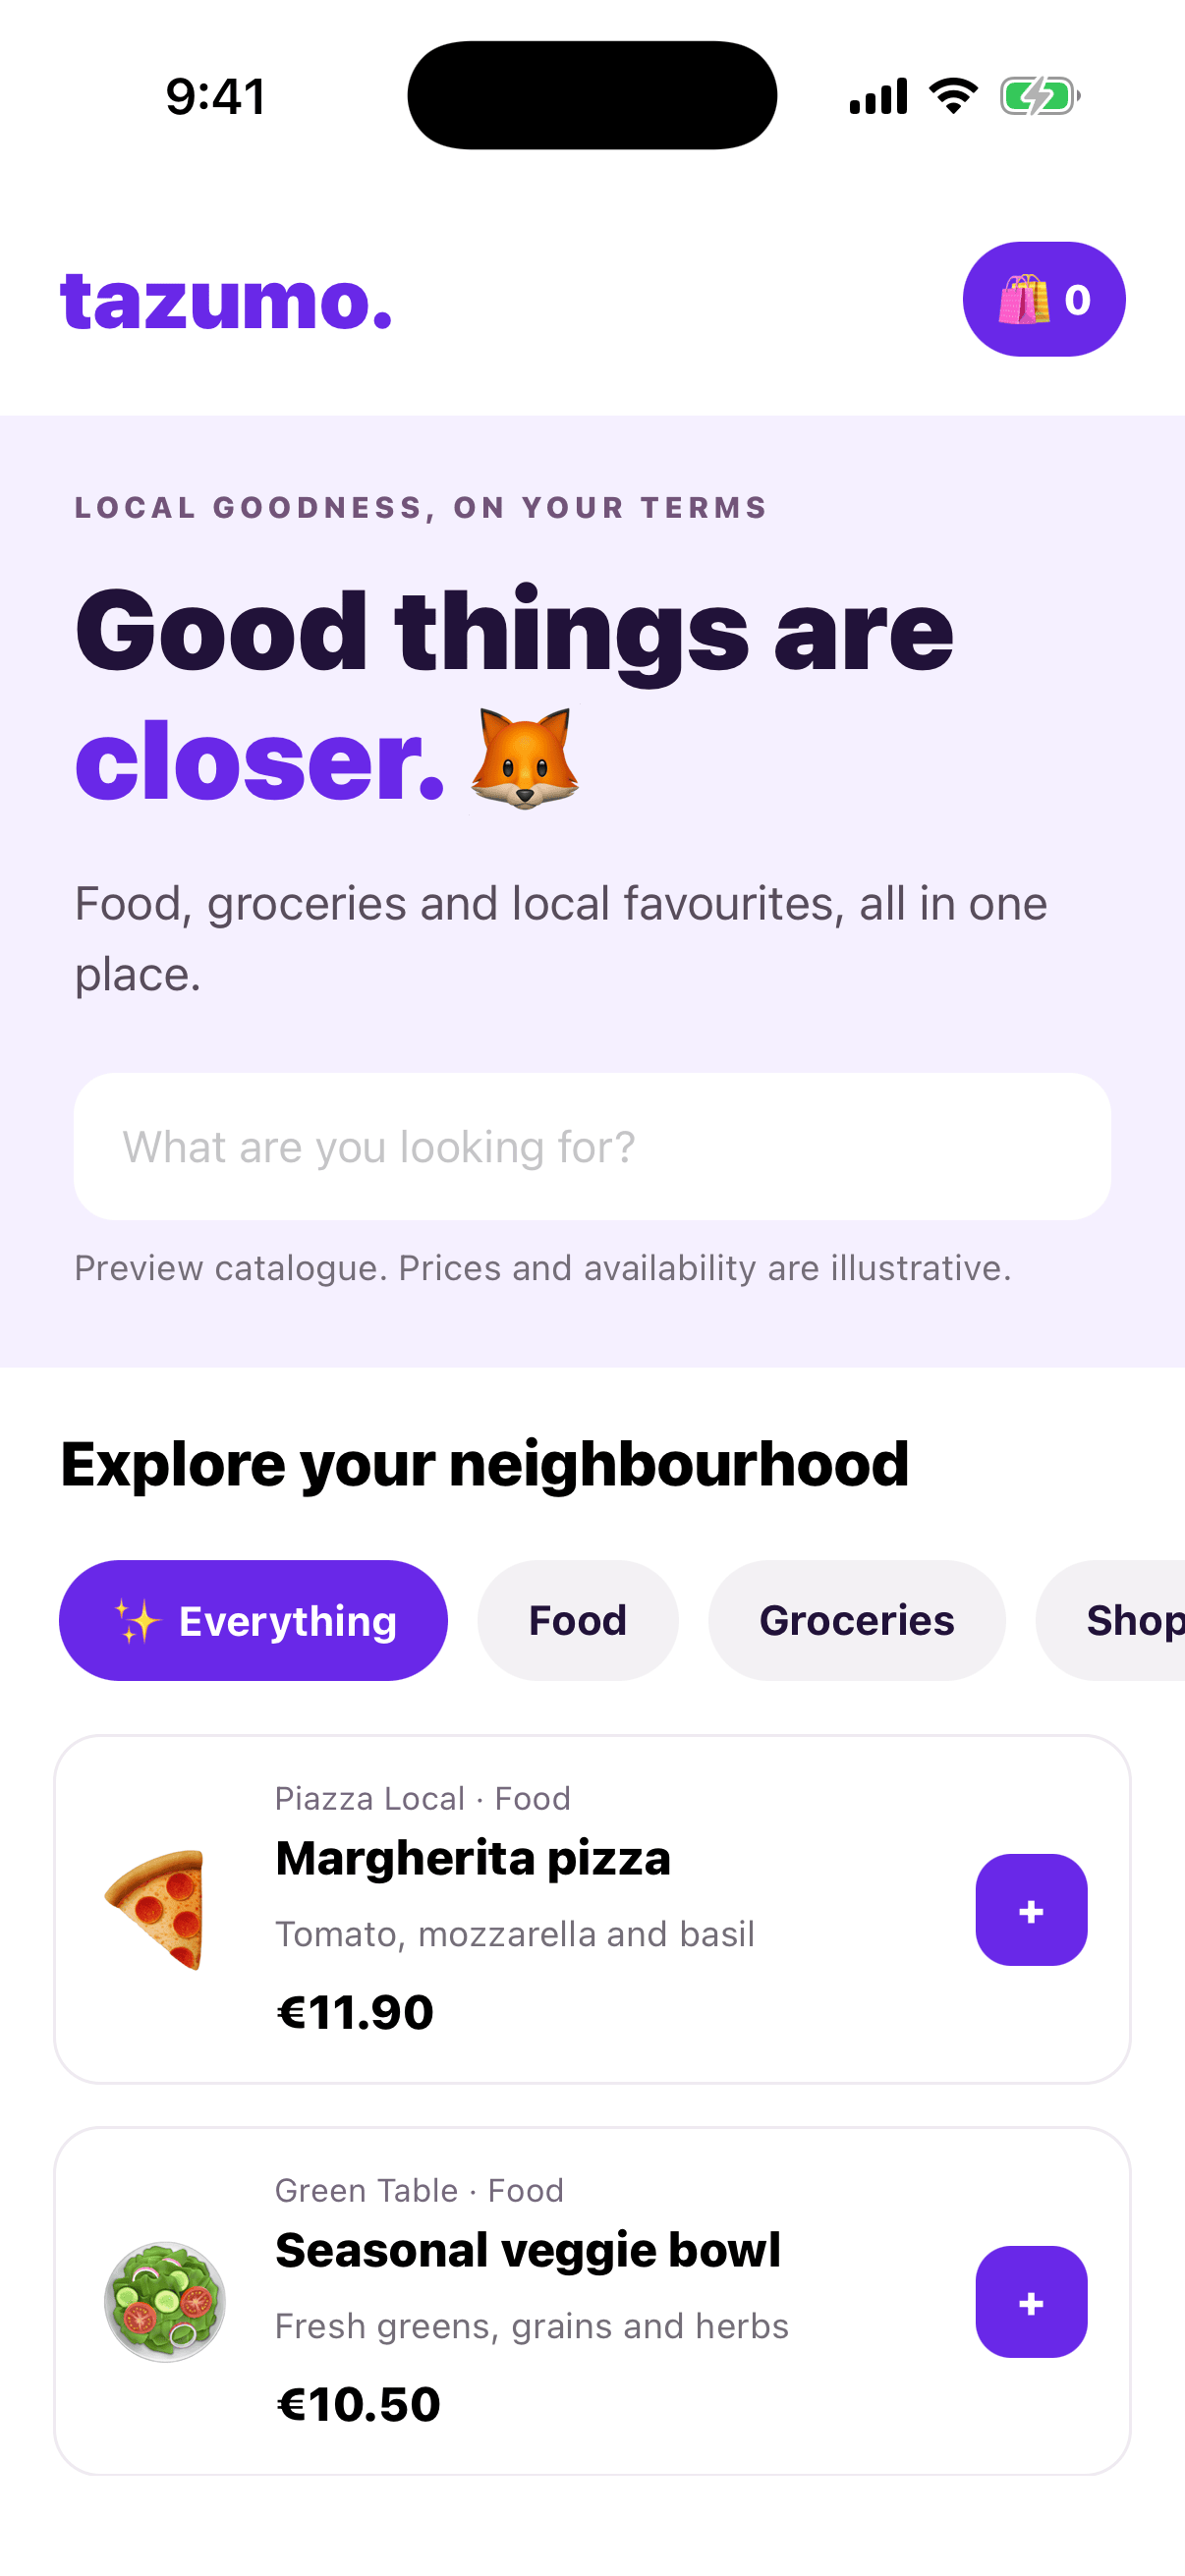 9:41
tazumo.
0
LOCAL GOODNESS, ON YOUR TERMS
Good things are
closer.
Food, groceries and local favourites, all in one
place.
What are you looking for?
Preview catalogue. Prices and availability are illustrative.
Explore your neighbourhood
Everything Food Groceries Shop
Piazza Local · Food
Margherita pizza
Tomato, mozzarella and basil
+
€11.90
Green Table · Food
Seasonal veggie bowl
Fresh greens, grains and herbs
+
€10.50